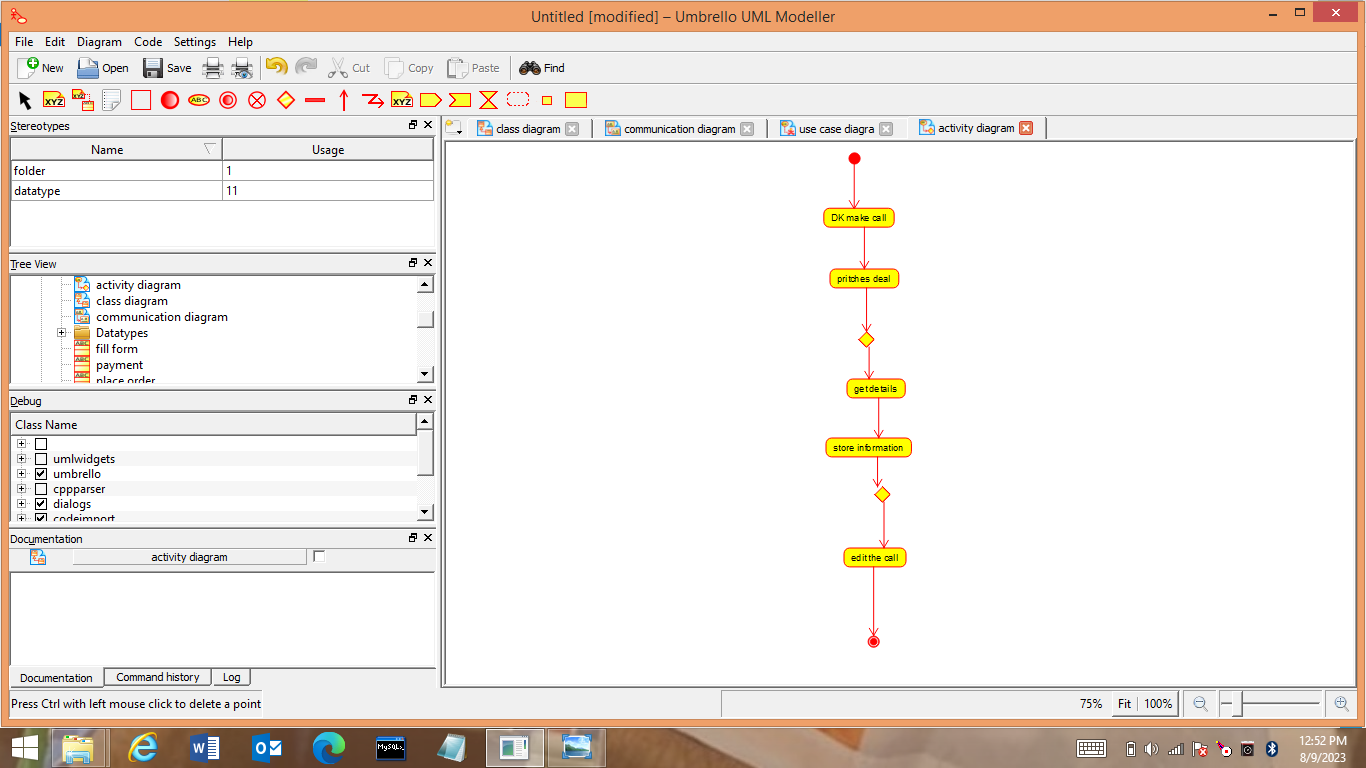 Untitled [modified] – Umbrello UML Modeller
File Edit Diagram Code Settings Help
New Open Save Cut Copy Paste Find
XYZ XYZ ABC XYZ
Stereotypes
Name Usage
folder 1
datatype 11
Tree View
activity diagram
class diagram
communication diagram
Datatypes
fill form
payment
place order
Debug
Class Name
umlwidgets
umbrello
cppparser
dialogs
codeimport
Documentation
activity diagram
Documentation Command history Log
Press Ctrl with left mouse click to delete a point
class diagram communication diagram use case diagra activity diagram
DK make call
pritches deal
get details
store information
edit the call
75% Fit 100%
MySQL
12:52 PM
8/9/2023